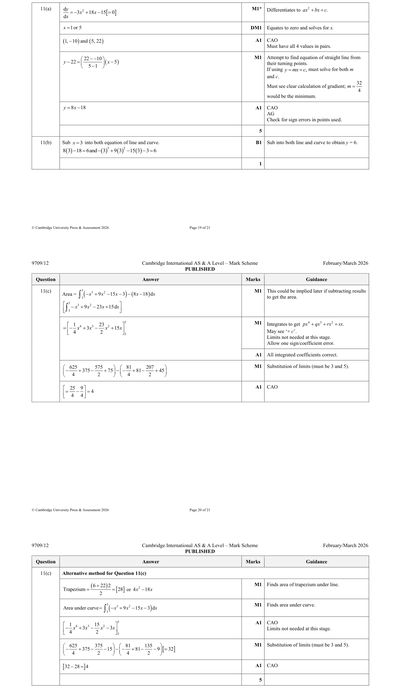 11(a) dy/dx = −3x² + 18x − 15[= 0] M1* Differentiates to ax² + bx + c.
x = 1 or 5 DM1 Equates to zero and solves for x
(1, −10) and (5, 22) A1 CAO
Must have all 4 values in pairs.
y − 22 = ((22 − −10)/(5 − 1))(x − 5) M1 Attempt to find equation of straight line from
their turning points.
If using y = mx + c, must solve for both m
and c.
Must see clear calculation of gradient; m = 32/4
would be the minimum.
y = 8x − 18 A1 CAO
AG
Check for sign errors in points used.
5
11(b) Sub x = 3 into both equation of line and curve. B1 Sub into both line and curve to obtain y = 6.
8(3) − 18 = 6 and −(3)³ + 9(3)² − 15(3) − 3 = 6
1
© Cambridge University Press & Assessment 2026 Page 19 of 21
9709/12 Cambridge International AS & A Level – Mark Scheme February/March 2026
PUBLISHED
Question Answer Marks Guidance
11(c) Area = ∫₃⁵(−x³ + 9x² − 15x − 3) − (8x − 18)dx M1 This could be implied later if subtracting results
to get the area.
[∫₃⁵ −x³ + 9x² − 23x + 15dx]
= [−1/4 x⁴ + 3x³ − 23/2 x² + 15x]₃⁵ M1 Integrates to get px⁴ + qx³ + rx² + sx.
May see '+ c'.
Limits not needed at this stage.
Allow one sign/coefficient error.
A1 All integrated coefficients correct.
(−625/4 + 375 − 575/2 + 75) − (−81/4 + 81 − 207/2 + 45) M1 Substitution of limits (must be 3 and 5).
[= 25/4 − 9/4] = 4 A1 CAO
© Cambridge University Press & Assessment 2026 Page 20 of 21
9709/12 Cambridge International AS & A Level – Mark Scheme February/March 2026
PUBLISHED
Question Answer Marks Guidance
11(c) Alternative method for Question 11(c)
Trapezium = (6 + 22)2/2 = [28] or 4x² − 18x M1 Finds area of trapezium under line.
Area under curve = ∫₃⁵(−x³ + 9x² − 15x − 3)dx M1 Finds area under curve.
[−1/4 x⁴ + 3x³ − 15/2 x² − 3x]₃⁵ A1 CAO
Limits not needed at this stage.
(−625/4 + 375 − 375/2 − 15) − (−81/4 + 81 − 135/2 − 9)[= 32] M1 Substitution of limits (must be 3 and 5).
[32 − 28 =]4 A1 CAO
5